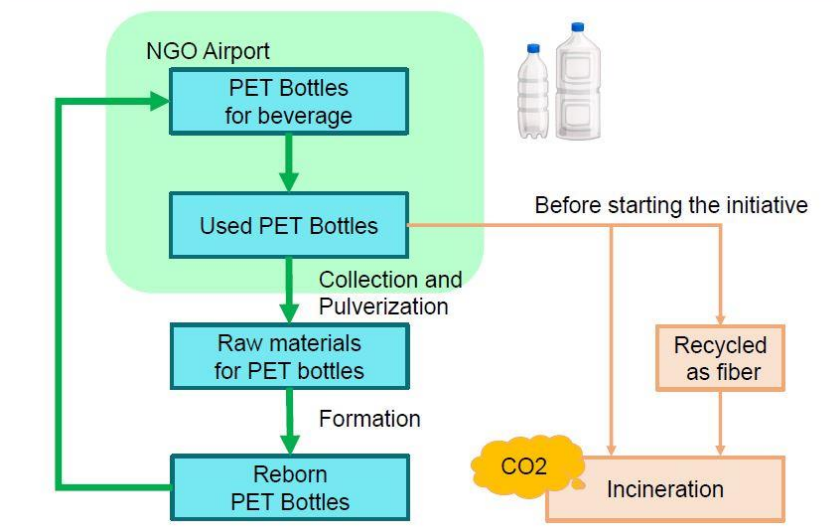 NGO Airport
PET Bottles
for beverage
Used PET Bottles
Before starting the initiative
Collection and
Pulverization
Raw materials
for PET bottles
Recycled
as fiber
Formation
Reborn
PET Bottles
CO2
Incineration